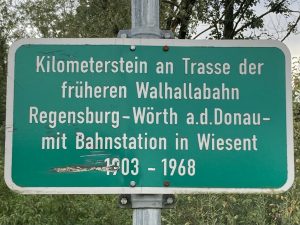 Kilometerstein an Trasse der
früheren Walhallabahn
Regensburg-Wörth a.d.Donau-
mit Bahnstation in Wiesent
1903 - 1968